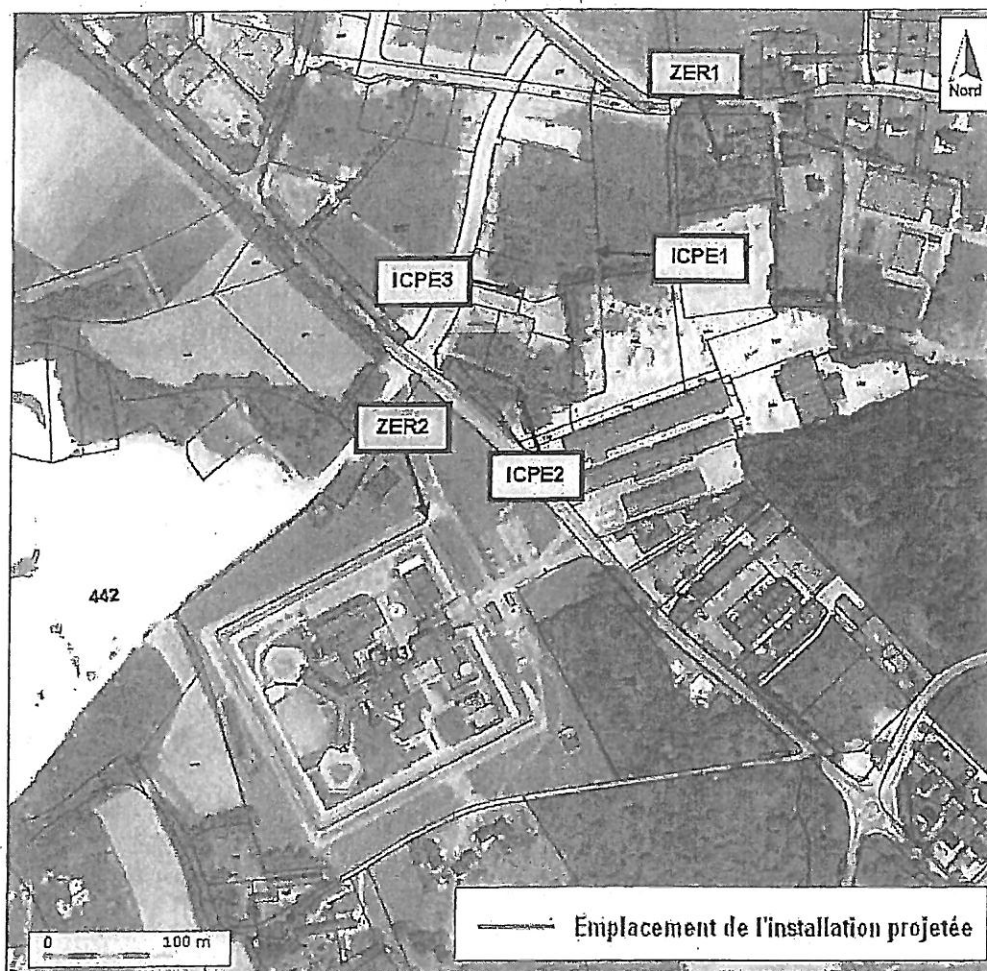 ZER1
Nord
ICPE1
ICPE3
ZER2
ICPE2
442
0 100 m
Emplacement de l'installation projetée